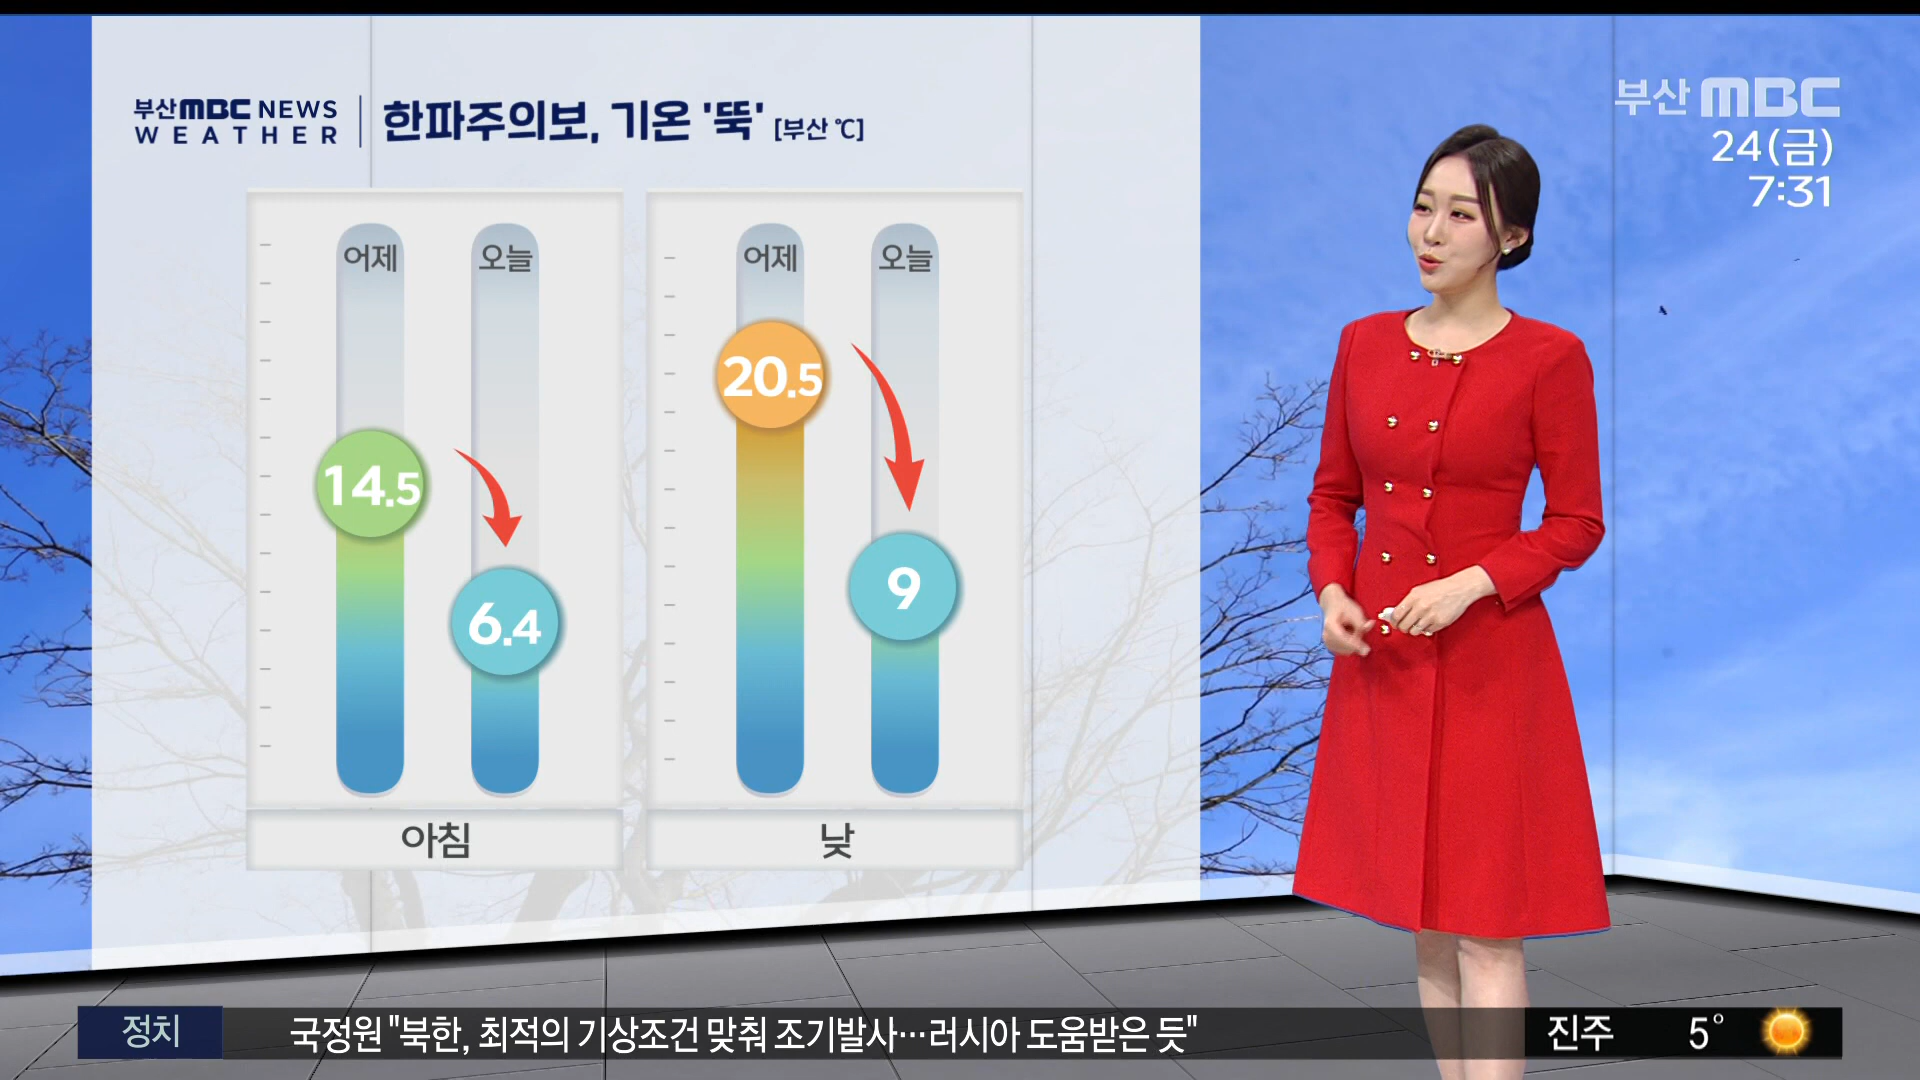 부산MBC NEWS
WEATHER
한파주의보, 기온 '뚝' [부산 ℃]
부산 MBC
24(금)
7:31
어제 오늘
14.5
6.4
아침
어제 오늘
20.5
9
낮
정치 국정원 "북한, 최적의 기상조건 맞춰 조기발사…러시아 도움받은 듯" 진주 5°